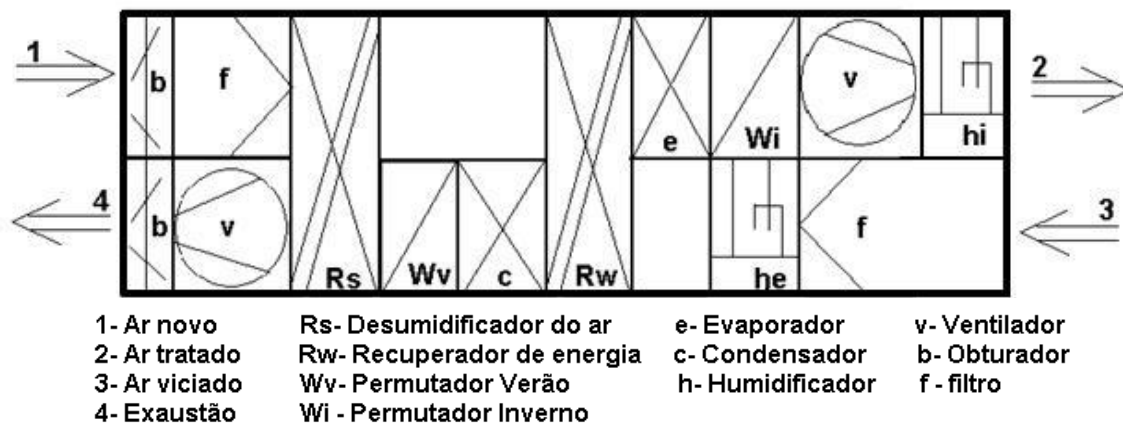 1 b f e Wi v hi 2
4 b v Rs Wv c Rw he f 3
1- Ar novo Rs- Desumidificador do ar e- Evaporador v- Ventilador
2- Ar tratado Rw- Recuperador de energia c- Condensador b- Obturador
3- Ar viciado Wv- Permutador Verão h- Humidificador f - filtro
4- Exaustão Wi - Permutador Inverno